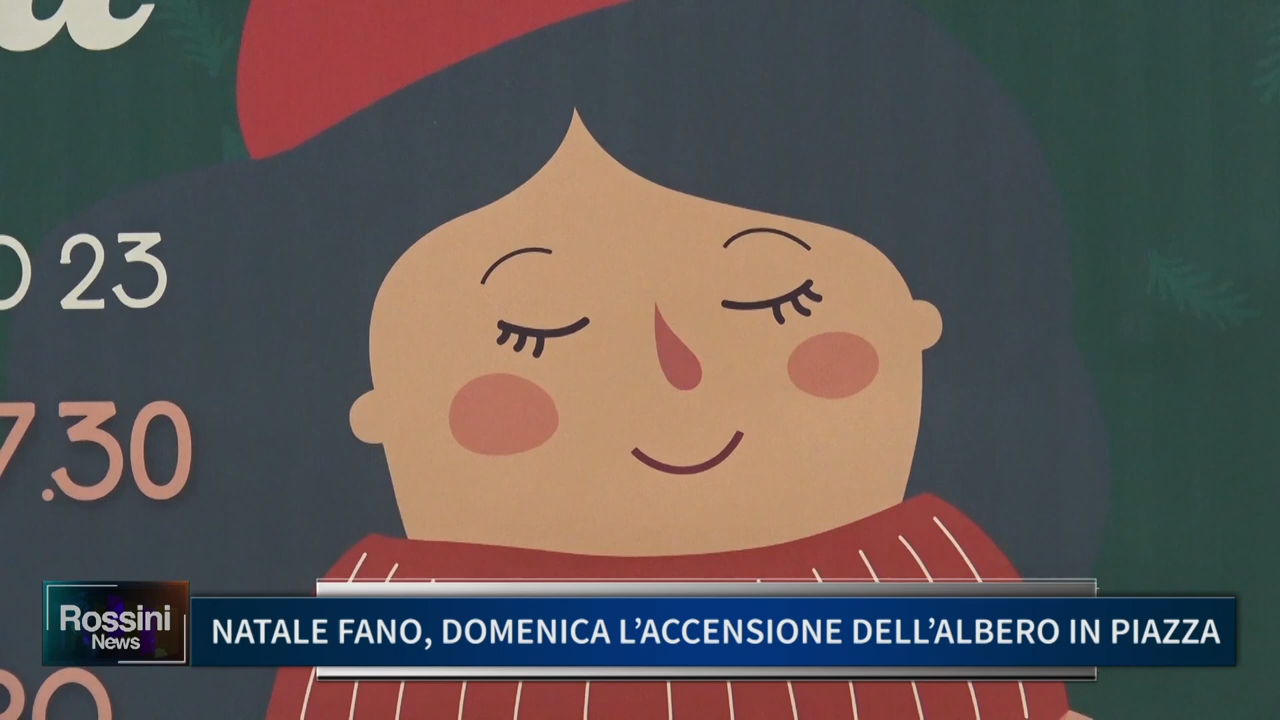 23
7.30
Rossini
News
NATALE FANO, DOMENICA L’ACCENSIONE DELL’ALBERO IN PIAZZA